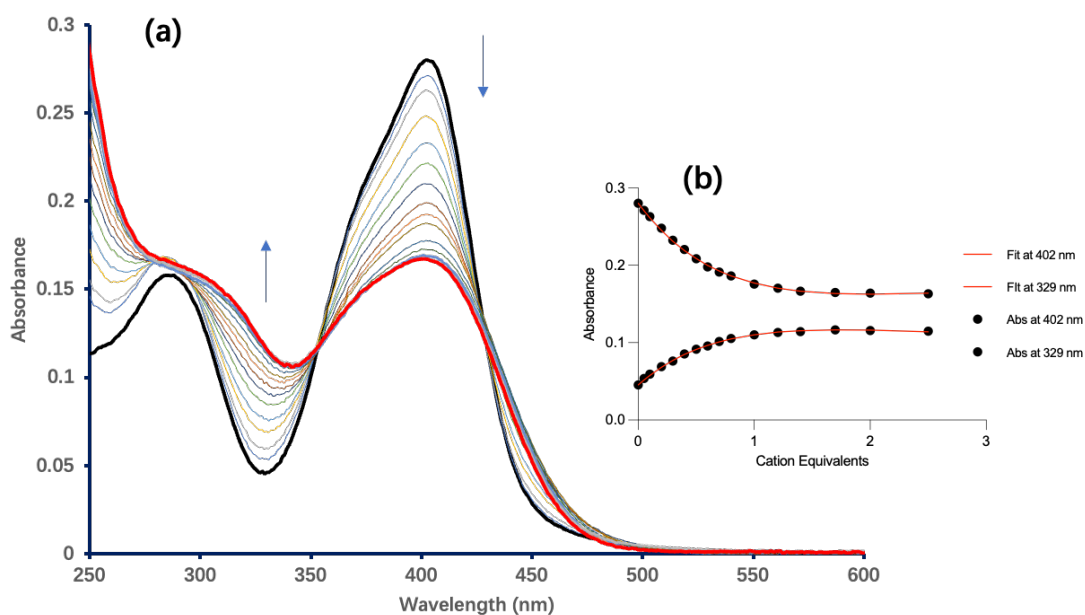 (a)
0.3
0.25
0.2
0.15
0.1
0.05
0
Absorbance
250 300 350 400 450 500 550 600
Wavelength (nm)
(b)
0.3
0.2
0.1
0.0
Absorbance
0 1 2 3
Cation Equivalents
Fit at 402 nm
FIt at 329 nm
Abs at 402 nm
Abs at 329 nm